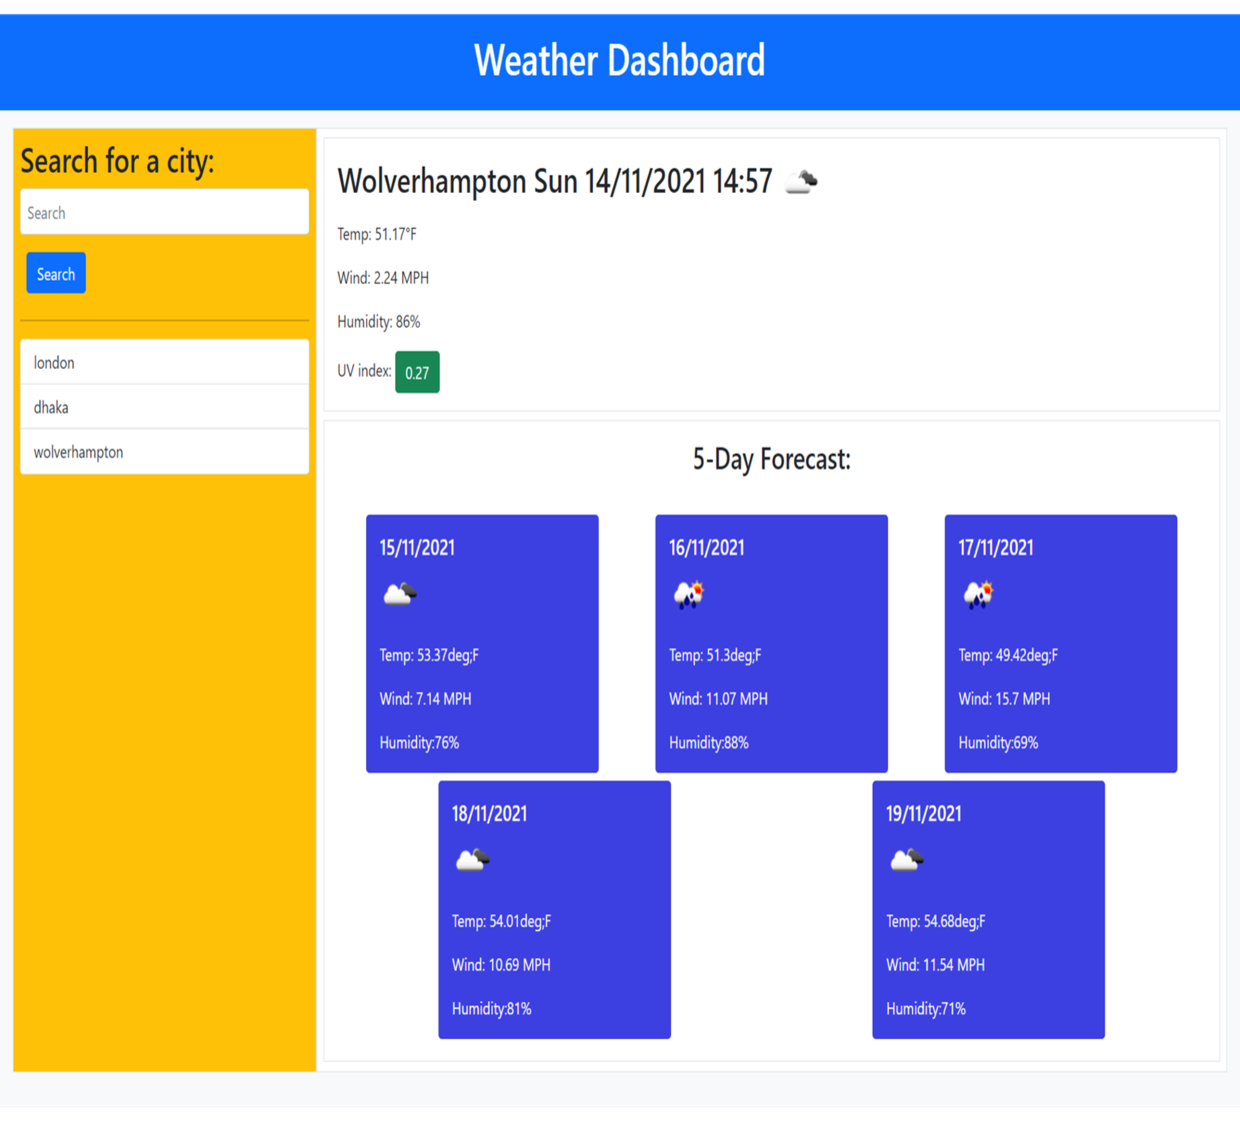 Weather Dashboard
Search for a city:
Search
Search
london
dhaka
wolverhampton
Wolverhampton Sun 14/11/2021 14:57
Temp: 51.17°F
Wind: 2.24 MPH
Humidity: 86%
UV index: 0.27
5-Day Forecast:
15/11/2021
Temp: 53.37deg;F
Wind: 7.14 MPH
Humidity:76%
16/11/2021
Temp: 51.3deg;F
Wind: 11.07 MPH
Humidity:88%
17/11/2021
Temp: 49.42deg;F
Wind: 15.7 MPH
Humidity:69%
18/11/2021
Temp: 54.01deg;F
Wind: 10.69 MPH
Humidity:81%
19/11/2021
Temp: 54.68deg;F
Wind: 11.54 MPH
Humidity:71%